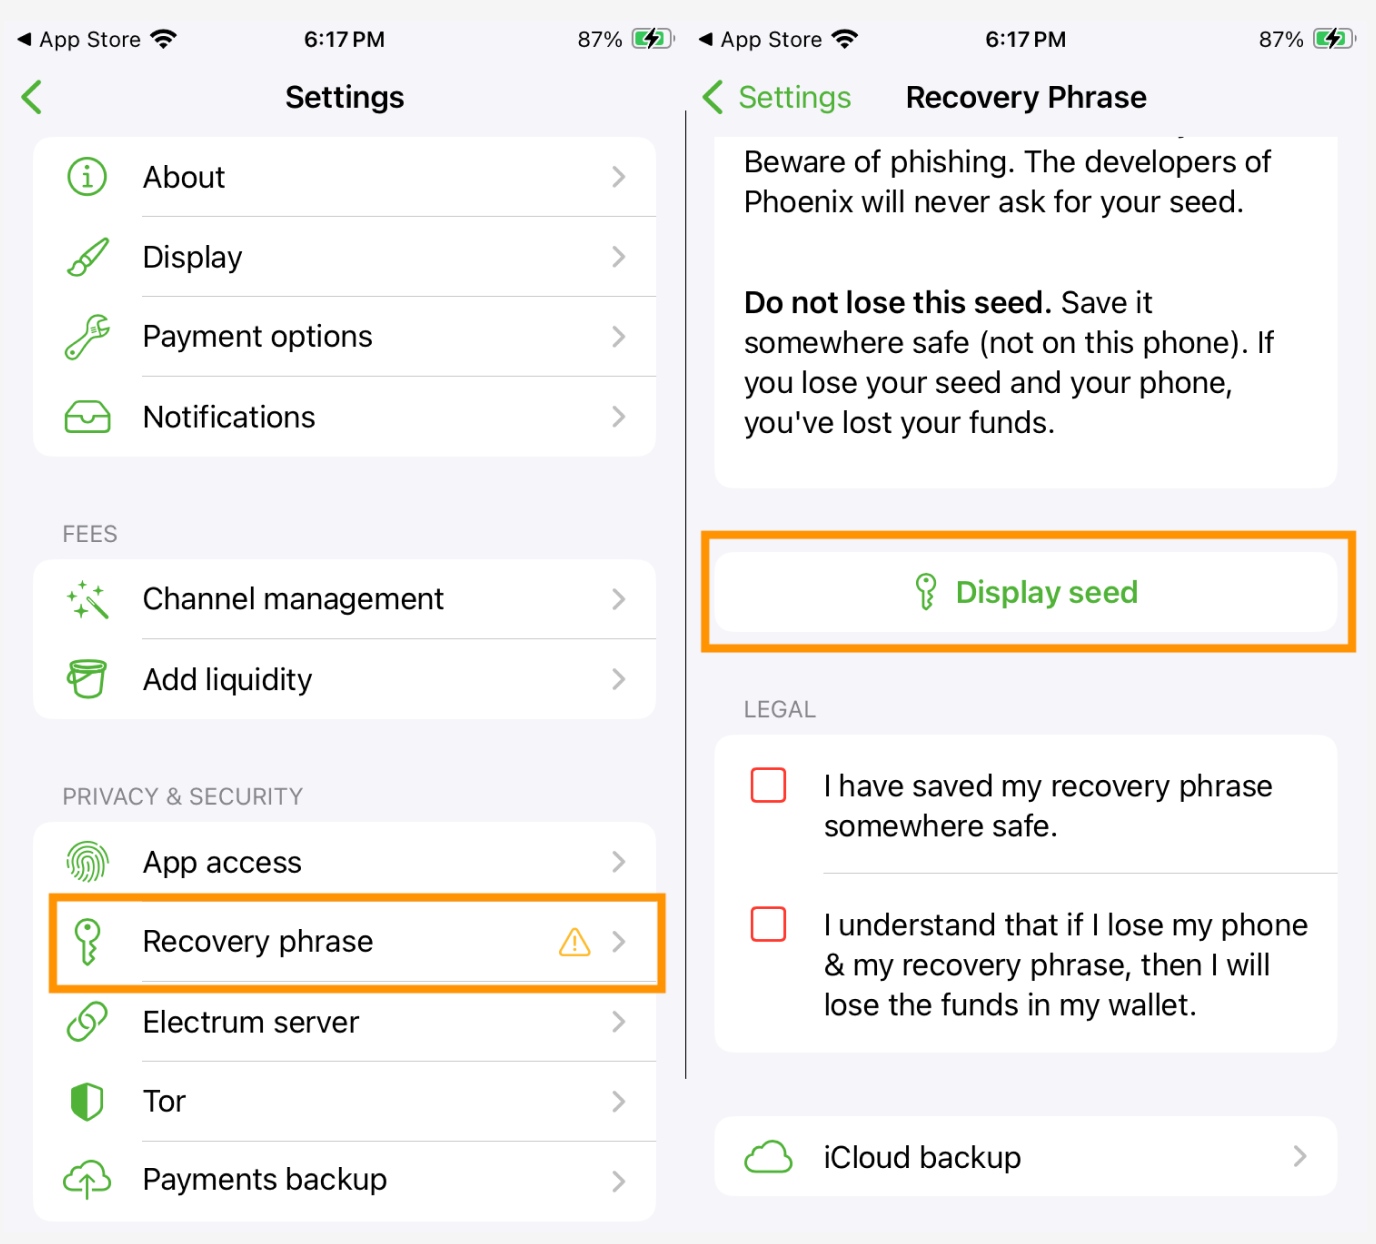 App Store
6:17 PM
87%
Settings
About
Display
Payment options
Notifications
FEES
Channel management
Add liquidity
PRIVACY & SECURITY
App access
Recovery phrase
Electrum server
Tor
Payments backup
App Store
6:17 PM
87%
Settings
Recovery Phrase
Beware of phishing. The developers of
Phoenix will never ask for your seed.
Do not lose this seed. Save it
somewhere safe (not on this phone). If
you lose your seed and your phone,
you've lost your funds.
Display seed
LEGAL
I have saved my recovery phrase
somewhere safe.
I understand that if I lose my phone
& my recovery phrase, then I will
lose the funds in my wallet.
iCloud backup